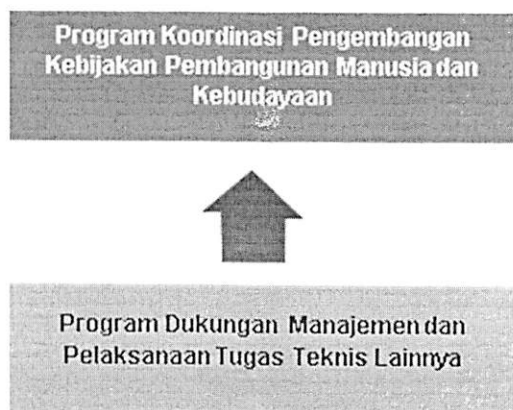 Program Koordinasi Pengembangan
Kebijakan Pembangunan Manusia dan
Kebudayaan
Program Dukungan Manajemen dan
Pelaksanaan Tugas Teknis Lainnya